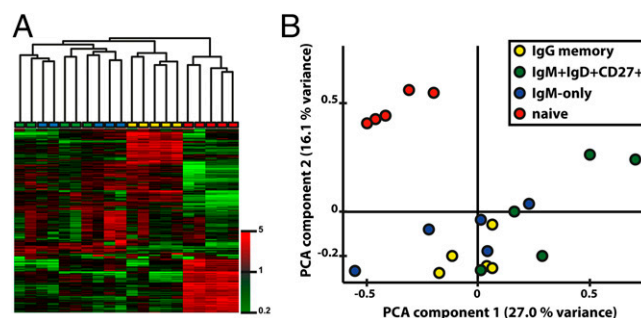 A
5
1
0.2
B
PCA component 2 (16.1 % variance)
0.5
0
-0.2
-0.5
0
0.5
PCA component 1 (27.0 % variance)
IgG memory
IgM+IgD+CD27+
IgM-only
naive